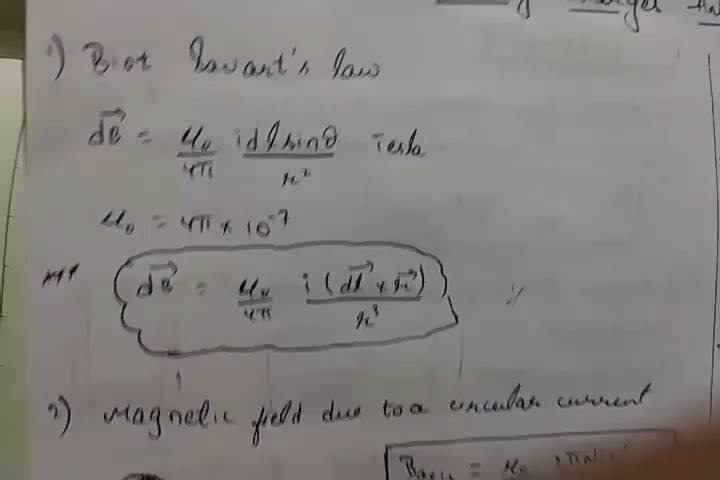 1) Biot Savart's law
dB⃗ = μ₀/4π idl sinθ/r² Tesla
μ₀ = 4π × 10⁻⁷
dB⃗ = μ₀/4π i(dl⃗ × r⃗)/r³
2) Magnetic field due to a circular current
B = μ₀